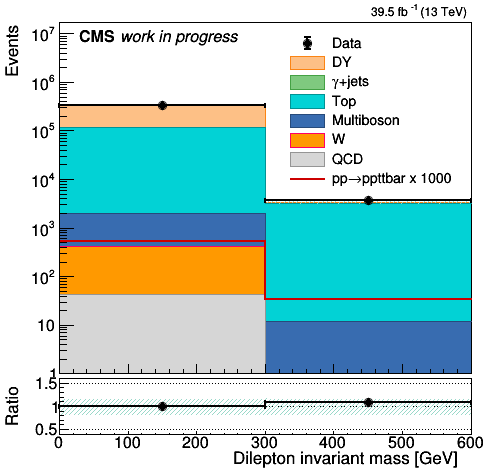 39.5 fb⁻¹ (13 TeV)
Events
CMS work in progress
Data
DY
γ+jets
Top
Multiboson
W
QCD
pp→ppttbar x 1000
10⁷
10⁶
10⁵
10⁴
10³
10²
10
1
Ratio
1.5
1
0.5
0 100 200 300 400 500 600
Dilepton invariant mass [GeV]